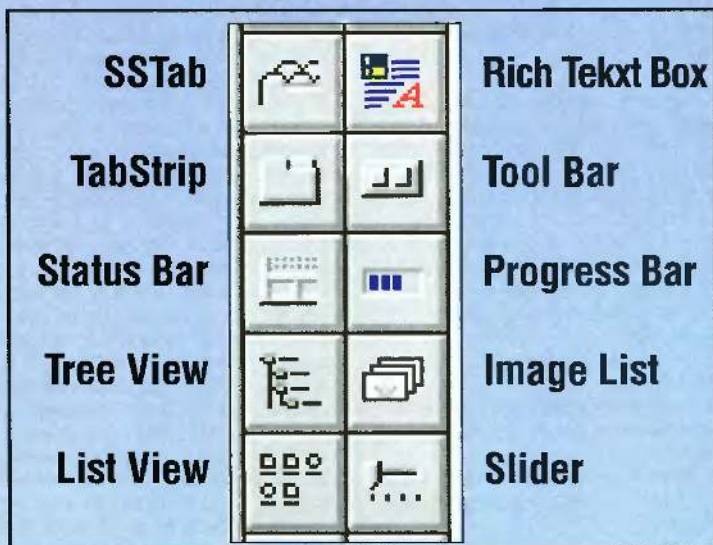 SSTab
Rich Tekxt Box
TabStrip
Tool Bar
Status Bar
Progress Bar
Tree View
Image List
List View
Slider